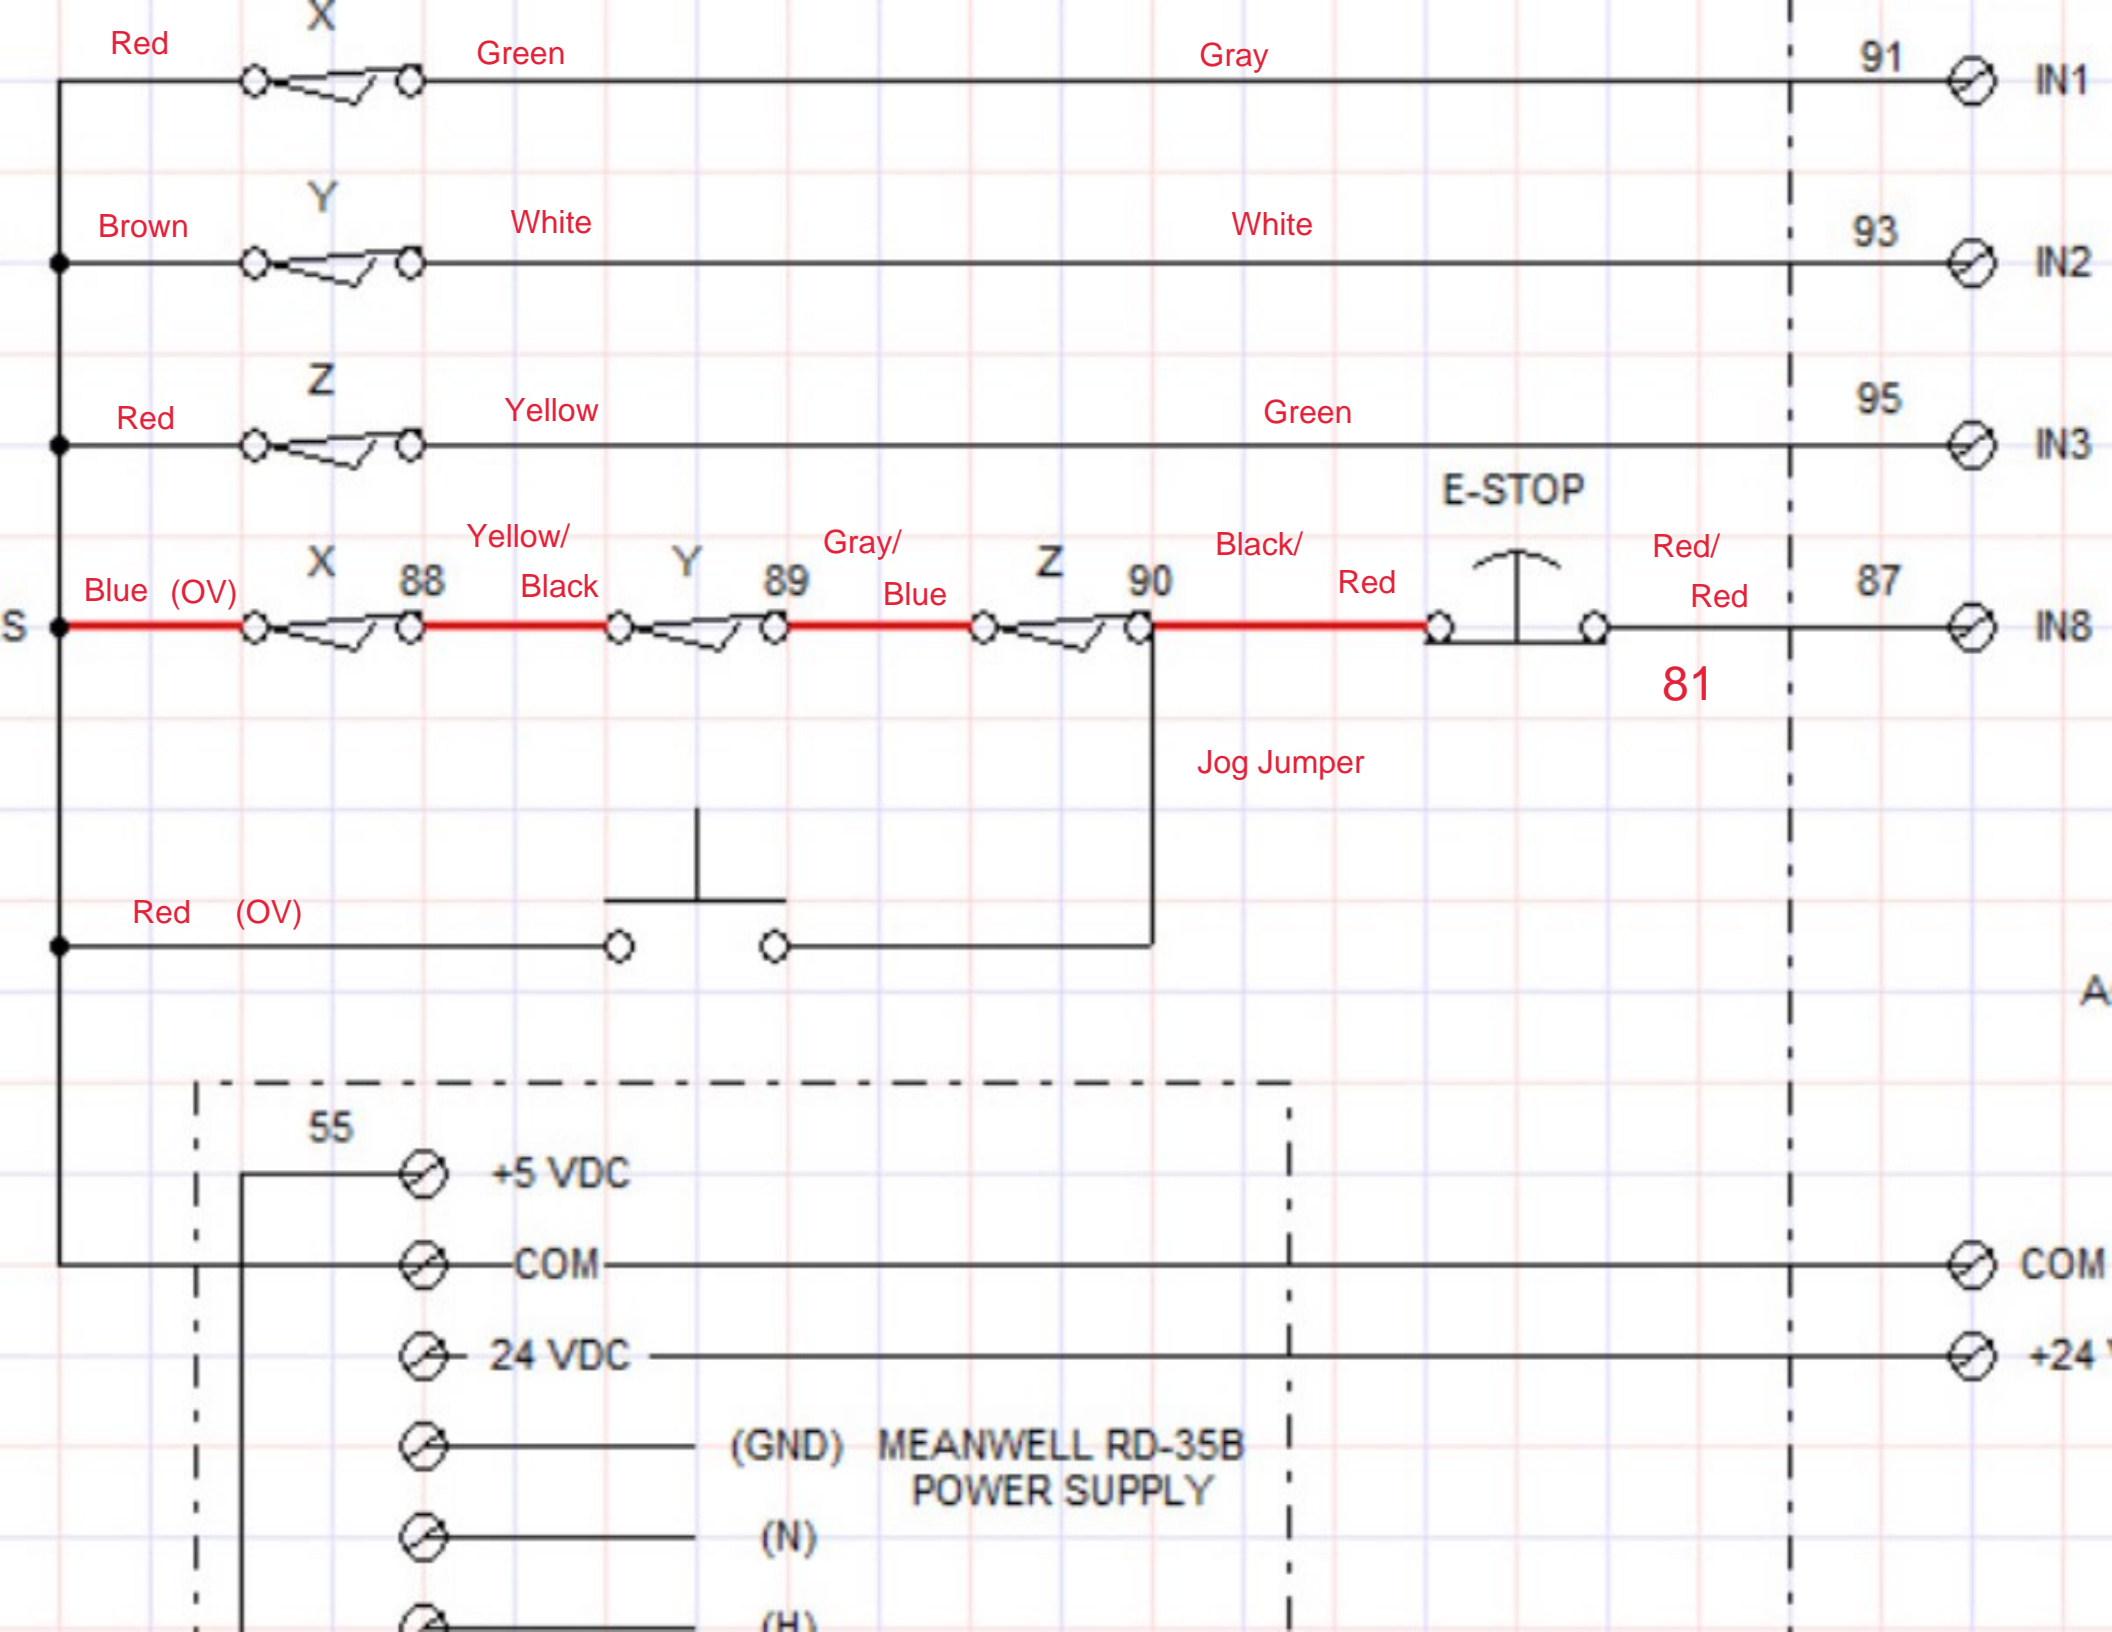 X
Red
Green
Gray
91
IN1
Y
Brown
White
White
93
IN2
Z
Red
Yellow
Green
95
IN3
E-STOP
Yellow/
Gray/
Black/
Red/
Blue (OV)
X
88
Black
Y
89
Blue
Z
90
Red
Red
87
S
IN8
81
Jog Jumper
Red (OV)
A
55
+5 VDC
COM
COM
24 VDC
+24 V
(GND) MEANWELL RD-35B
POWER SUPPLY
(N)
(H)